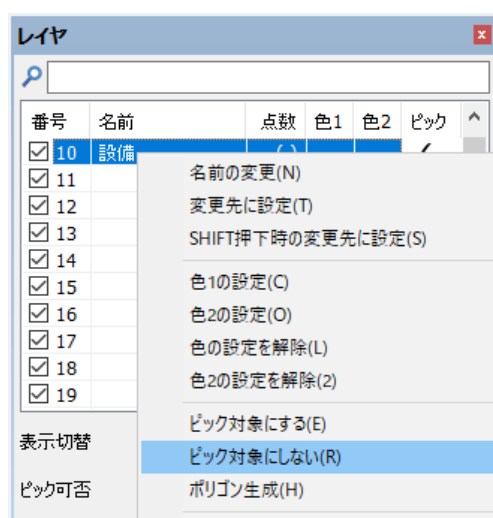 レイヤ
番号 名前 点数 色1 色2 ピック
10 設備
11
12
13
14
15
16
17
18
19
名前の変更(N)
変更先に設定(T)
SHIFT押下時の変更先に設定(S)
色1の設定(C)
色2の設定(O)
色の設定を解除(L)
色2の設定を解除(2)
ピック対象にする(E)
ピック対象にしない(R)
ポリゴン生成(H)
表示切替
ピック可否